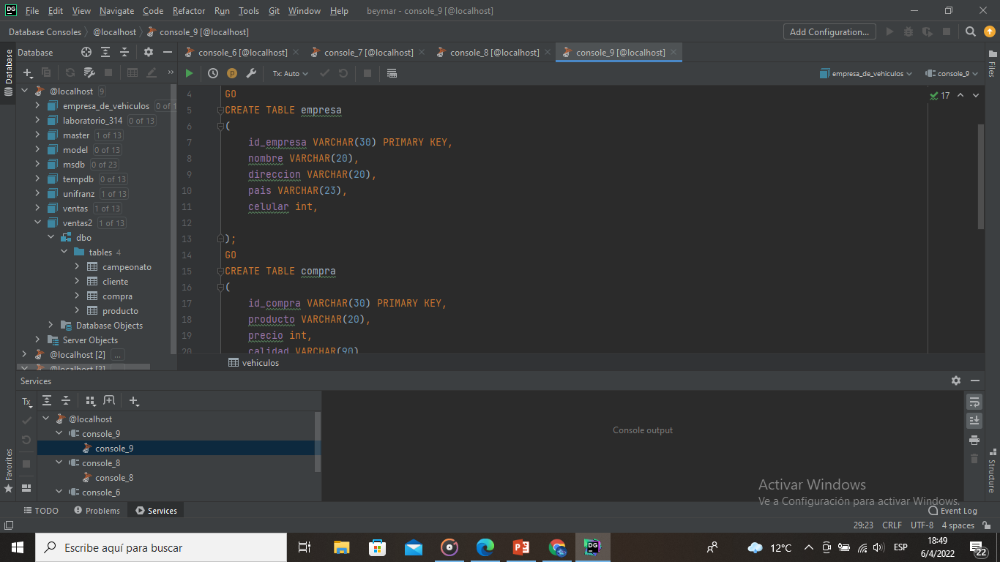 DG File Edit View Navigate Code Refactor Run Tools Git Window Help beymar - console_9 [@localhost]
Database Consoles @localhost console_9 [@localhost] Add Configuration...
Database console_6 [@localhost] console_7 [@localhost] console_8 [@localhost] console_9 [@localhost]
Tx: Auto empresa_de_vehiculos console_9
Database
Files
@localhost 9
empresa_de_vehiculos 0 of 1
laboratorio_314 0 of 13
master 1 of 13
model 0 of 13
msdb 0 of 23
tempdb 0 of 13
unifranz 1 of 13
ventas 1 of 13
ventas2 1 of 13
dbo
tables 4
campeonato
cliente
compra
producto
Database Objects
Server Objects
@localhost [2] ...
@localhost [3]
17
4 GO
5 CREATE TABLE empresa
6 (
7 id_empresa VARCHAR(30) PRIMARY KEY,
8 nombre VARCHAR(20),
9 direccion VARCHAR(20),
10 pais VARCHAR(23),
11 celular int,
12
13 );
14 GO
15 CREATE TABLE compra
16 (
17 id_compra VARCHAR(30) PRIMARY KEY,
18 producto VARCHAR(20),
19 precio int,
20 calidad VARCHAR(90)
vehiculos
Services
Tx
@localhost
console_9
console_9
console_8
console_8
console_6
Console output
Favorites
Structure
Activar Windows
Ve a Configuración para activar Windows.
TODO Problems Services Event Log
29:23 CRLF UTF-8 4 spaces
Escribe aquí para buscar
DG
12°C ESP 18:49
6/4/2022 22